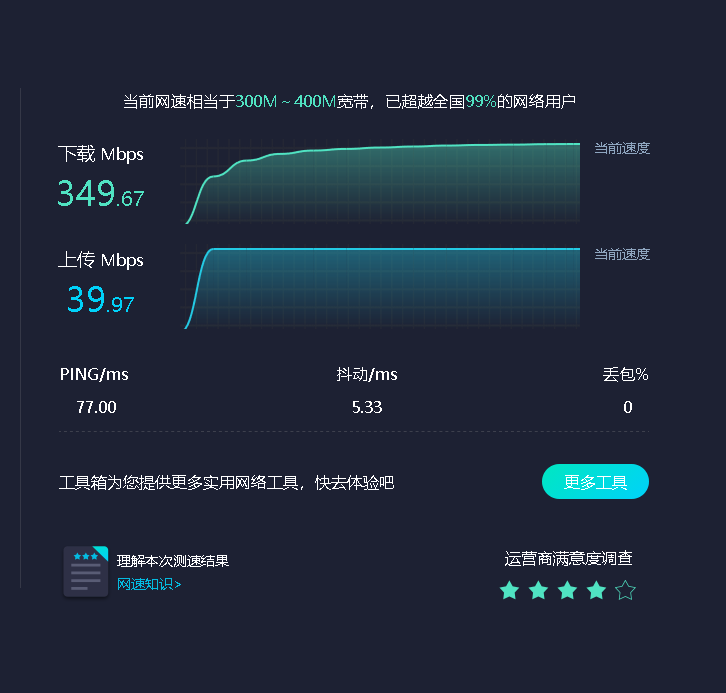 当前网速相当于300M ~ 400M宽带，已超越全国99%的网络用户
下载 Mbps
当前速度
349.67
上传 Mbps
当前速度
39.97
PING/ms 抖动/ms 丢包%
77.00 5.33 0
工具箱为您提供更多实用网络工具，快去体验吧 更多工具
理解本次测速结果
网速知识>
运营商满意度调查